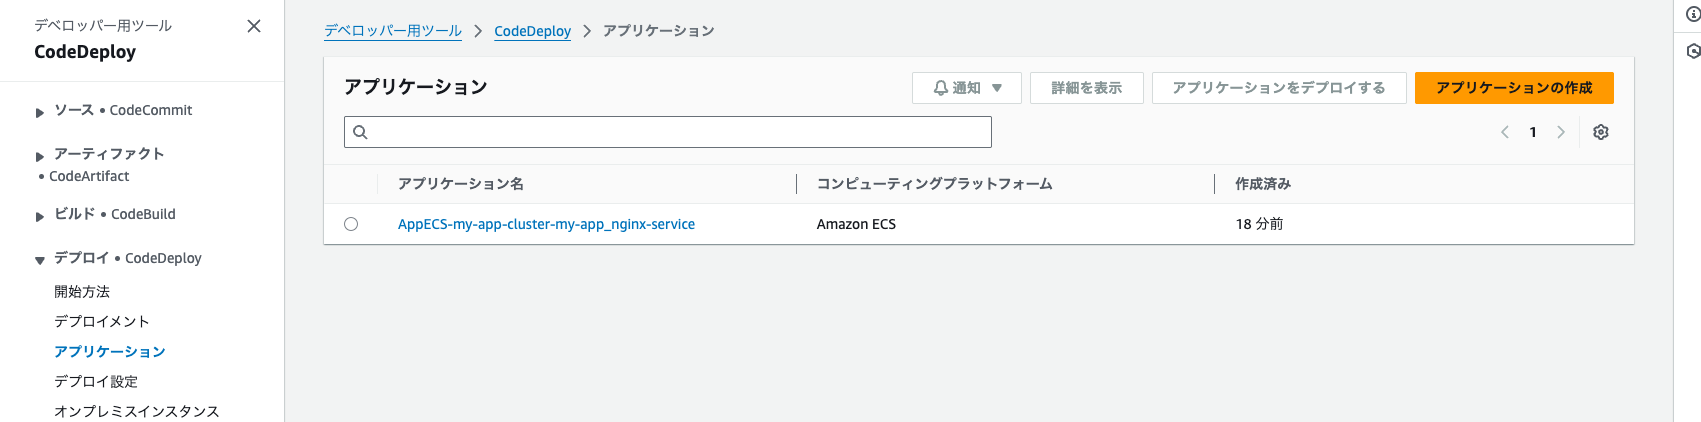 デベロッパー用ツール
CodeDeploy
ソース • CodeCommit
アーティファクト
• CodeArtifact
ビルド • CodeBuild
デプロイ • CodeDeploy
開始方法
デプロイメント
アプリケーション
デプロイ設定
オンプレミスインスタンス
デベロッパー用ツール > CodeDeploy > アプリケーション
アプリケーション
通知 ▼ 詳細を表示 アプリケーションをデプロイする アプリケーションの作成
1
アプリケーション名 コンピューティングプラットフォーム 作成済み
AppECS-my-app-cluster-my-app_nginx-service Amazon ECS 18 分前